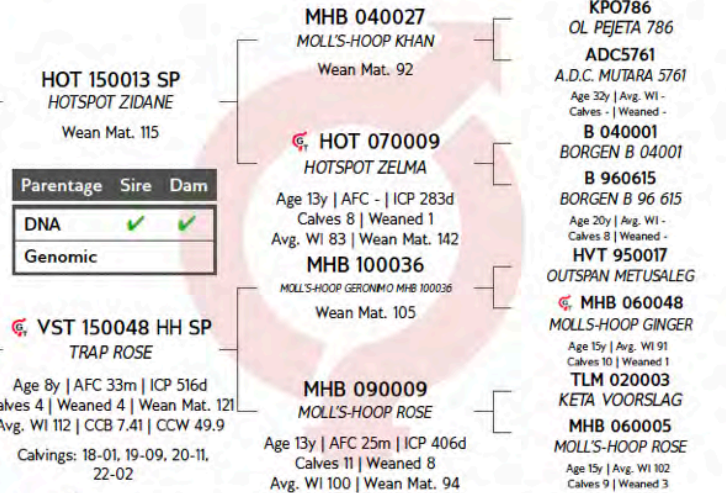 HOT 150013 SP
HOTSPOT ZIDANE
Wean Mat. 115
Parentage Sire Dam
DNA ✔ ✔
Genomic
VST 150048 HH SP
TRAP ROSE
Age 8y | AFC 33m | ICP 516d
alves 4 | Weaned 4 | Wean Mat. 121
Avg. WI 112 | CCB 7.41 | CCW 49.9
Calvings: 18-01, 19-09, 20-11,
22-02
MHB 040027
MOLL'S-HOOP KHAN
Wean Mat. 92
HOT 070009
HOTSPOT ZELMA
Age 13y | AFC - | ICP 283d
Calves 8 | Weaned 1
Avg. WI 83 | Wean Mat. 142
MHB 100036
MOLL'S-HOOP GERONIMO MHB 100036
Wean Mat. 105
MHB 090009
MOLL'S-HOOP ROSE
Age 13y | AFC 25m | ICP 406d
Calves 11 | Weaned 8
Avg. WI 100 | Wean Mat. 94
KPO786
OL PEJETA 786
ADC5761
A.D.C. MUTARA 5761
Age 32y | Avg. WI -
Calves - | Weaned -
B 040001
BORGEN B 04001
B 960615
BORGEN B 96 615
Age 20y | Avg. WI -
Calves 8 | Weaned -
HVT 950017
OUTSPAN METUSALEG
MHB 060048
MOLLS-HOOP GINGER
Age 15y | Avg. WI 91
Calves 10 | Weaned 1
TLM 020003
KETA VOORSLAG
MHB 060005
MOLL'S-HOOP ROSE
Age 15y | Avg. WI 102
Calves 9 | Weaned 3